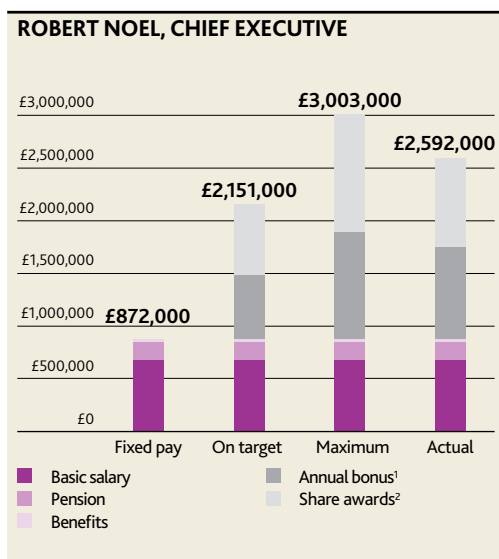 ROBERT NOEL, CHIEF EXECUTIVE
£3,000,000
£3,003,000
£2,592,000
£2,500,000
£2,151,000
£2,000,000
£1,500,000
£1,000,000
£872,000
£500,000
£0
Fixed pay On target Maximum Actual
Basic salary
Pension
Benefits
Annual bonus¹
Share awards²